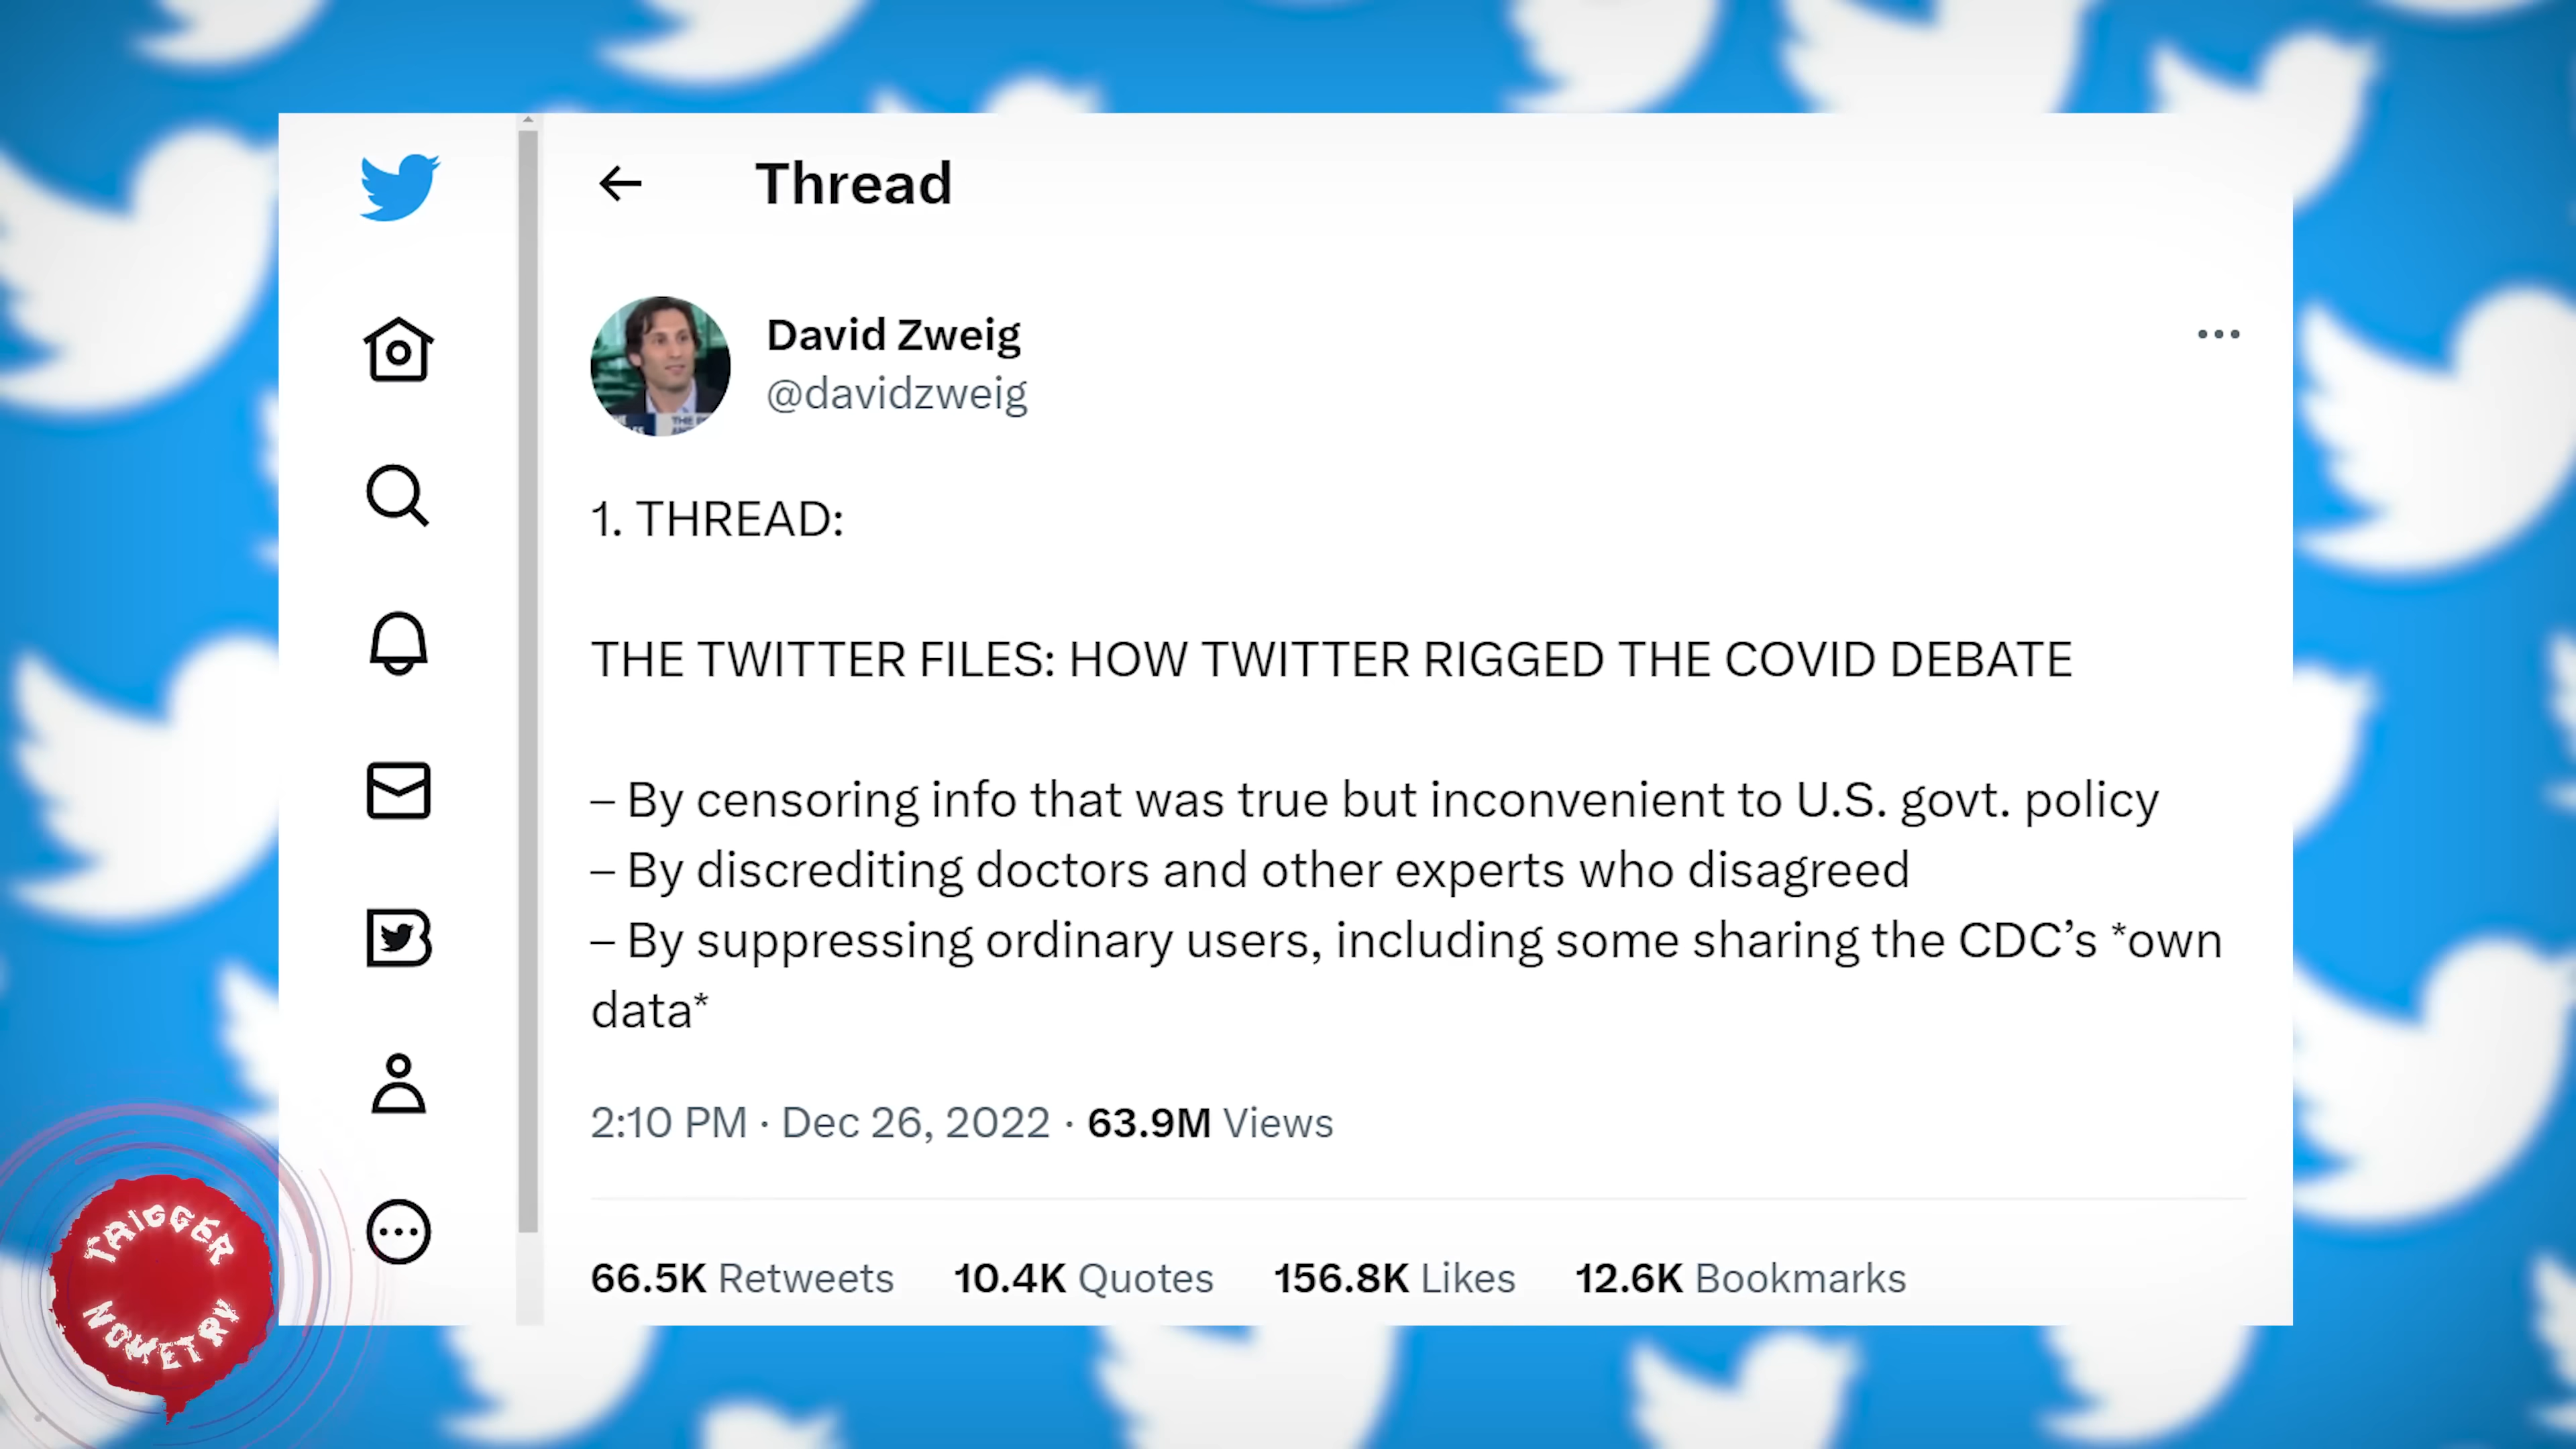 Thread
David Zweig
@davidzweig
1. THREAD:
THE TWITTER FILES: HOW TWITTER RIGGED THE COVID DEBATE
– By censoring info that was true but inconvenient to U.S. govt. policy
– By discrediting doctors and other experts who disagreed
– By suppressing ordinary users, including some sharing the CDC’s *own
data*
2:10 PM · Dec 26, 2022 · 63.9M Views
66.5K Retweets 10.4K Quotes 156.8K Likes 12.6K Bookmarks
TRIGGER
NOMETRY